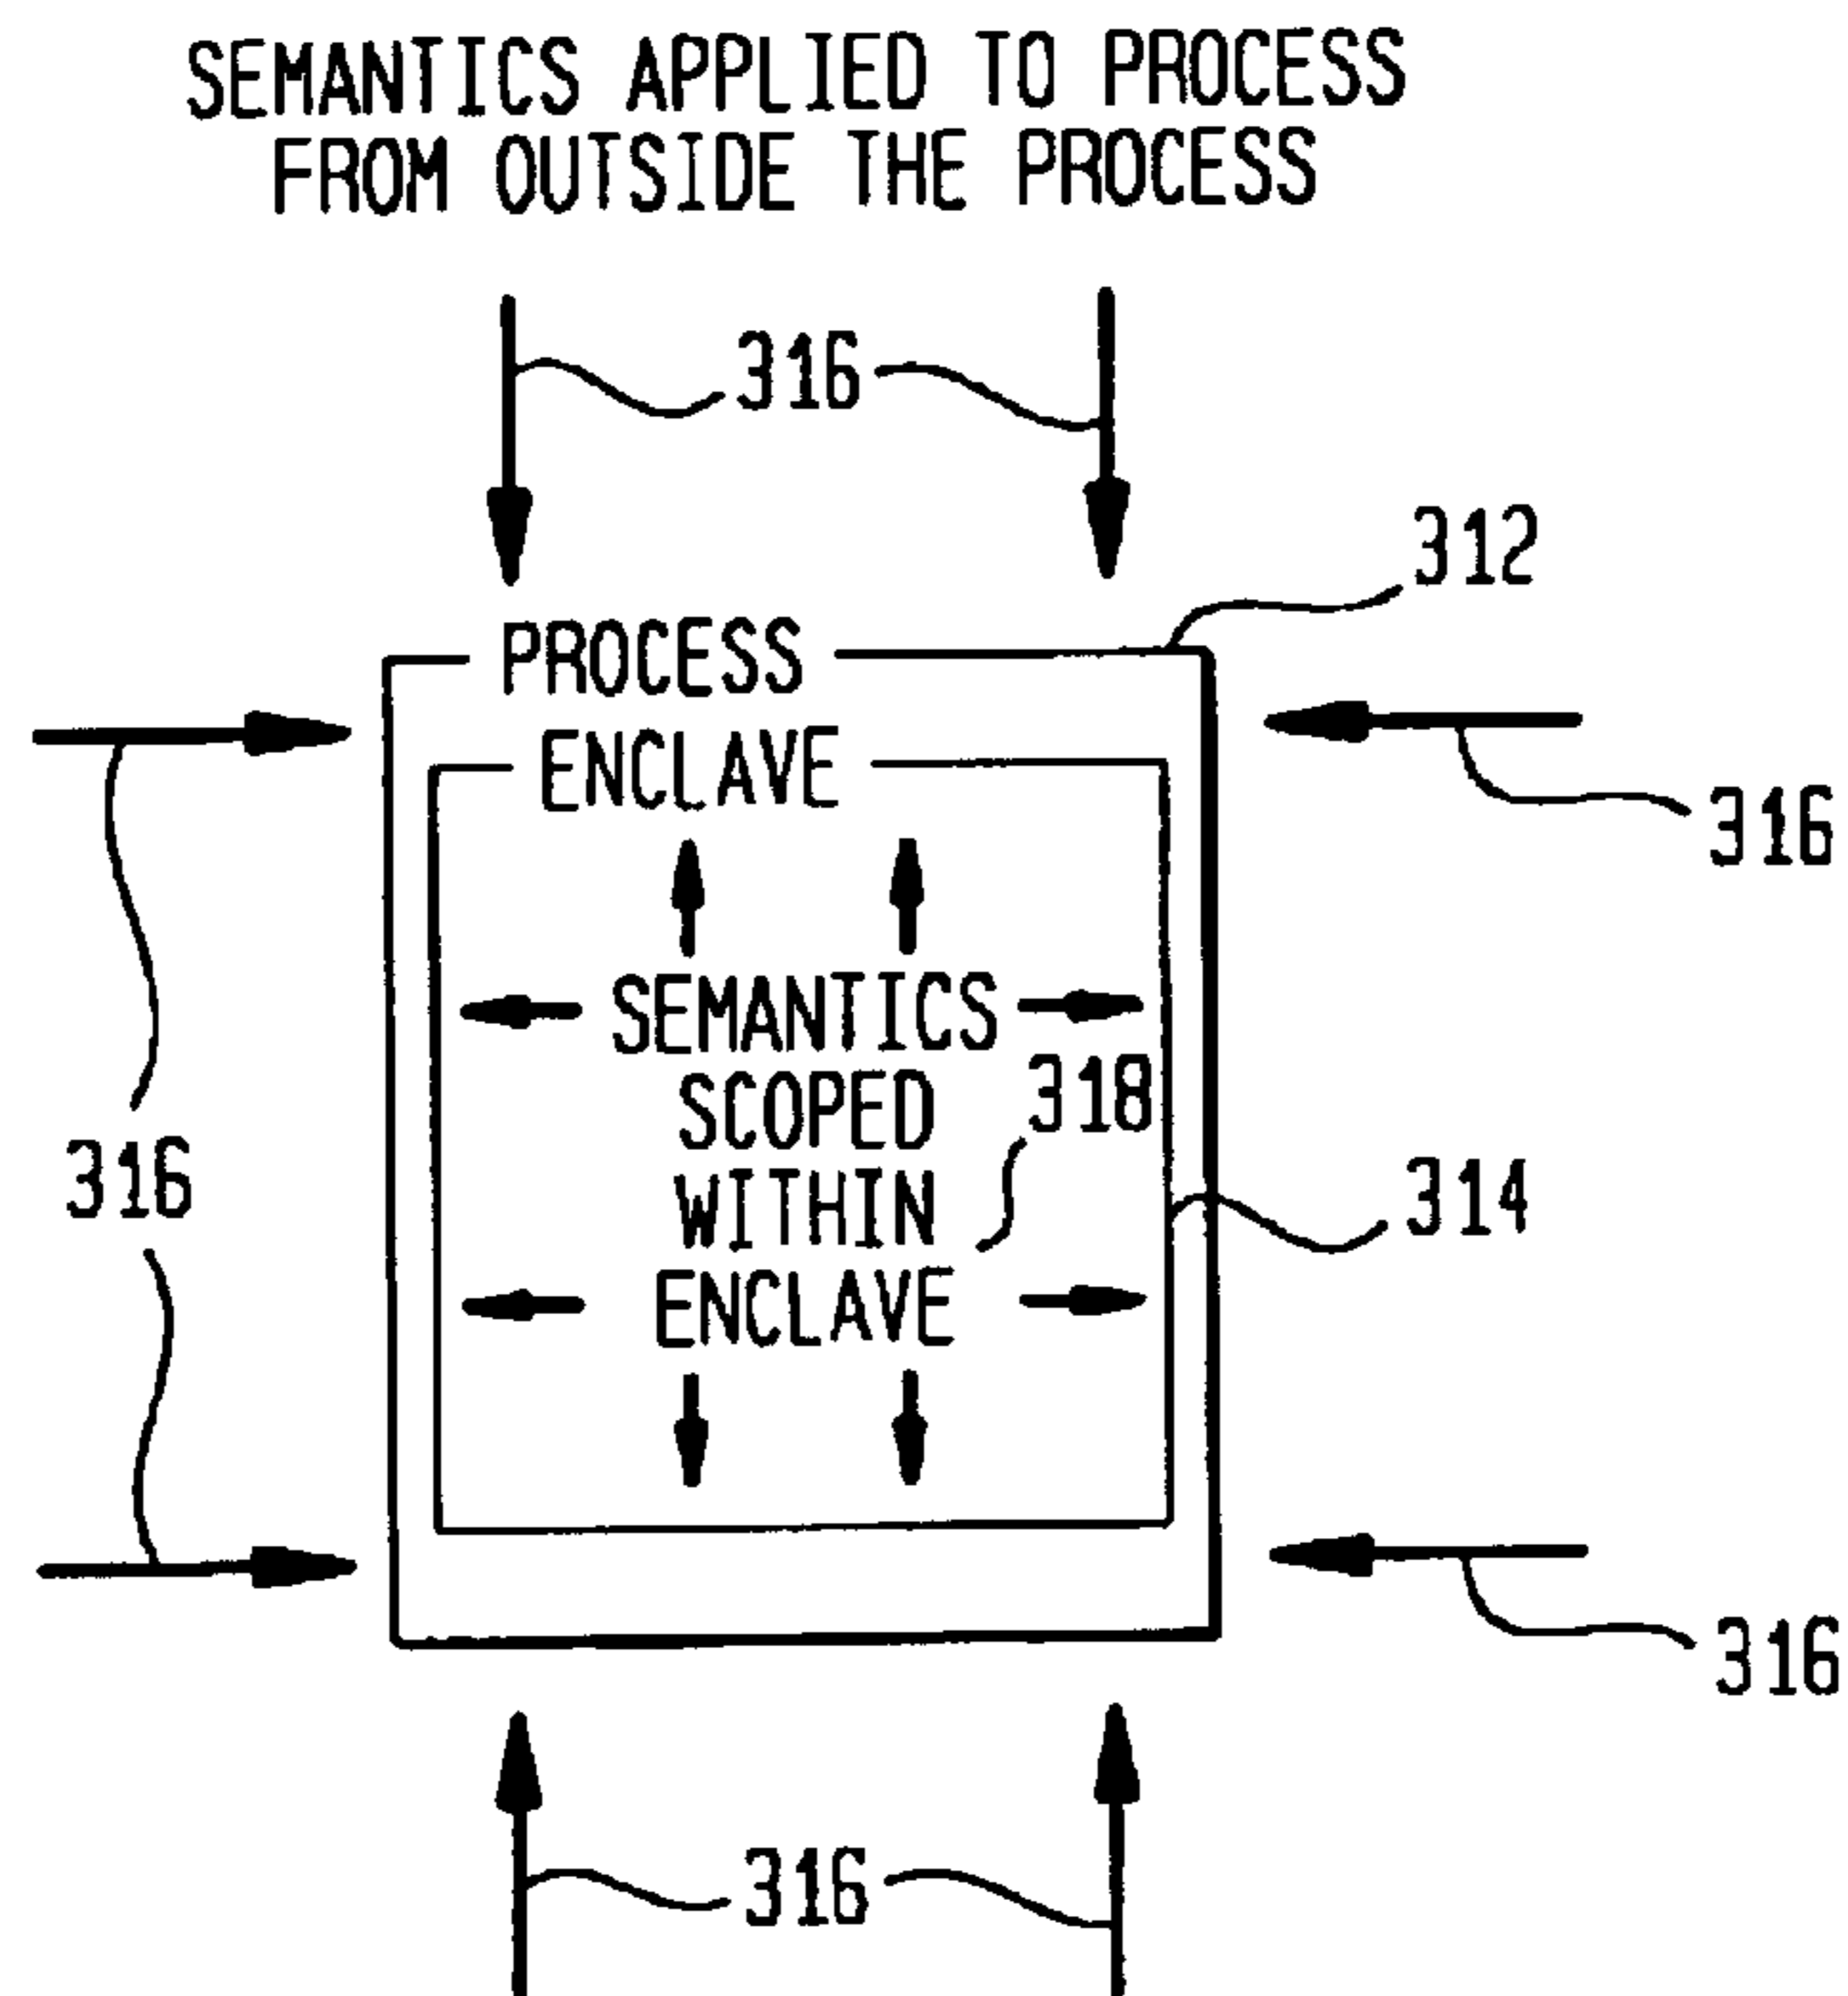 SEMANTICS APPLIED TO PROCESS
FROM OUTSIDE THE PROCESS
316
312
PROCESS
ENCLAVE
316
SEMANTICS
SCOPED
318
WITHIN
316
314
ENCLAVE
316
316